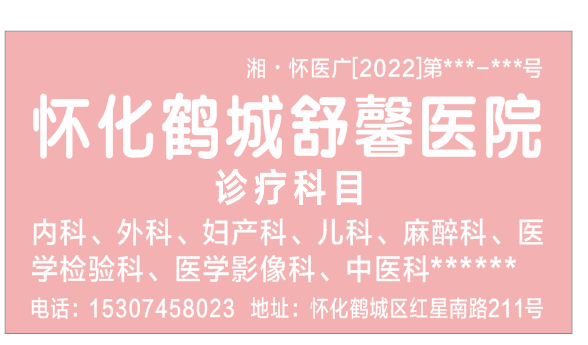 湘·怀医广[2022]第***-***号
怀化鹤城舒馨医院
诊疗科目
内科、外科、妇产科、儿科、麻醉科、医
学检验科、医学影像科、中医科******
电话：15307458023 地址：怀化鹤城区红星南路211号